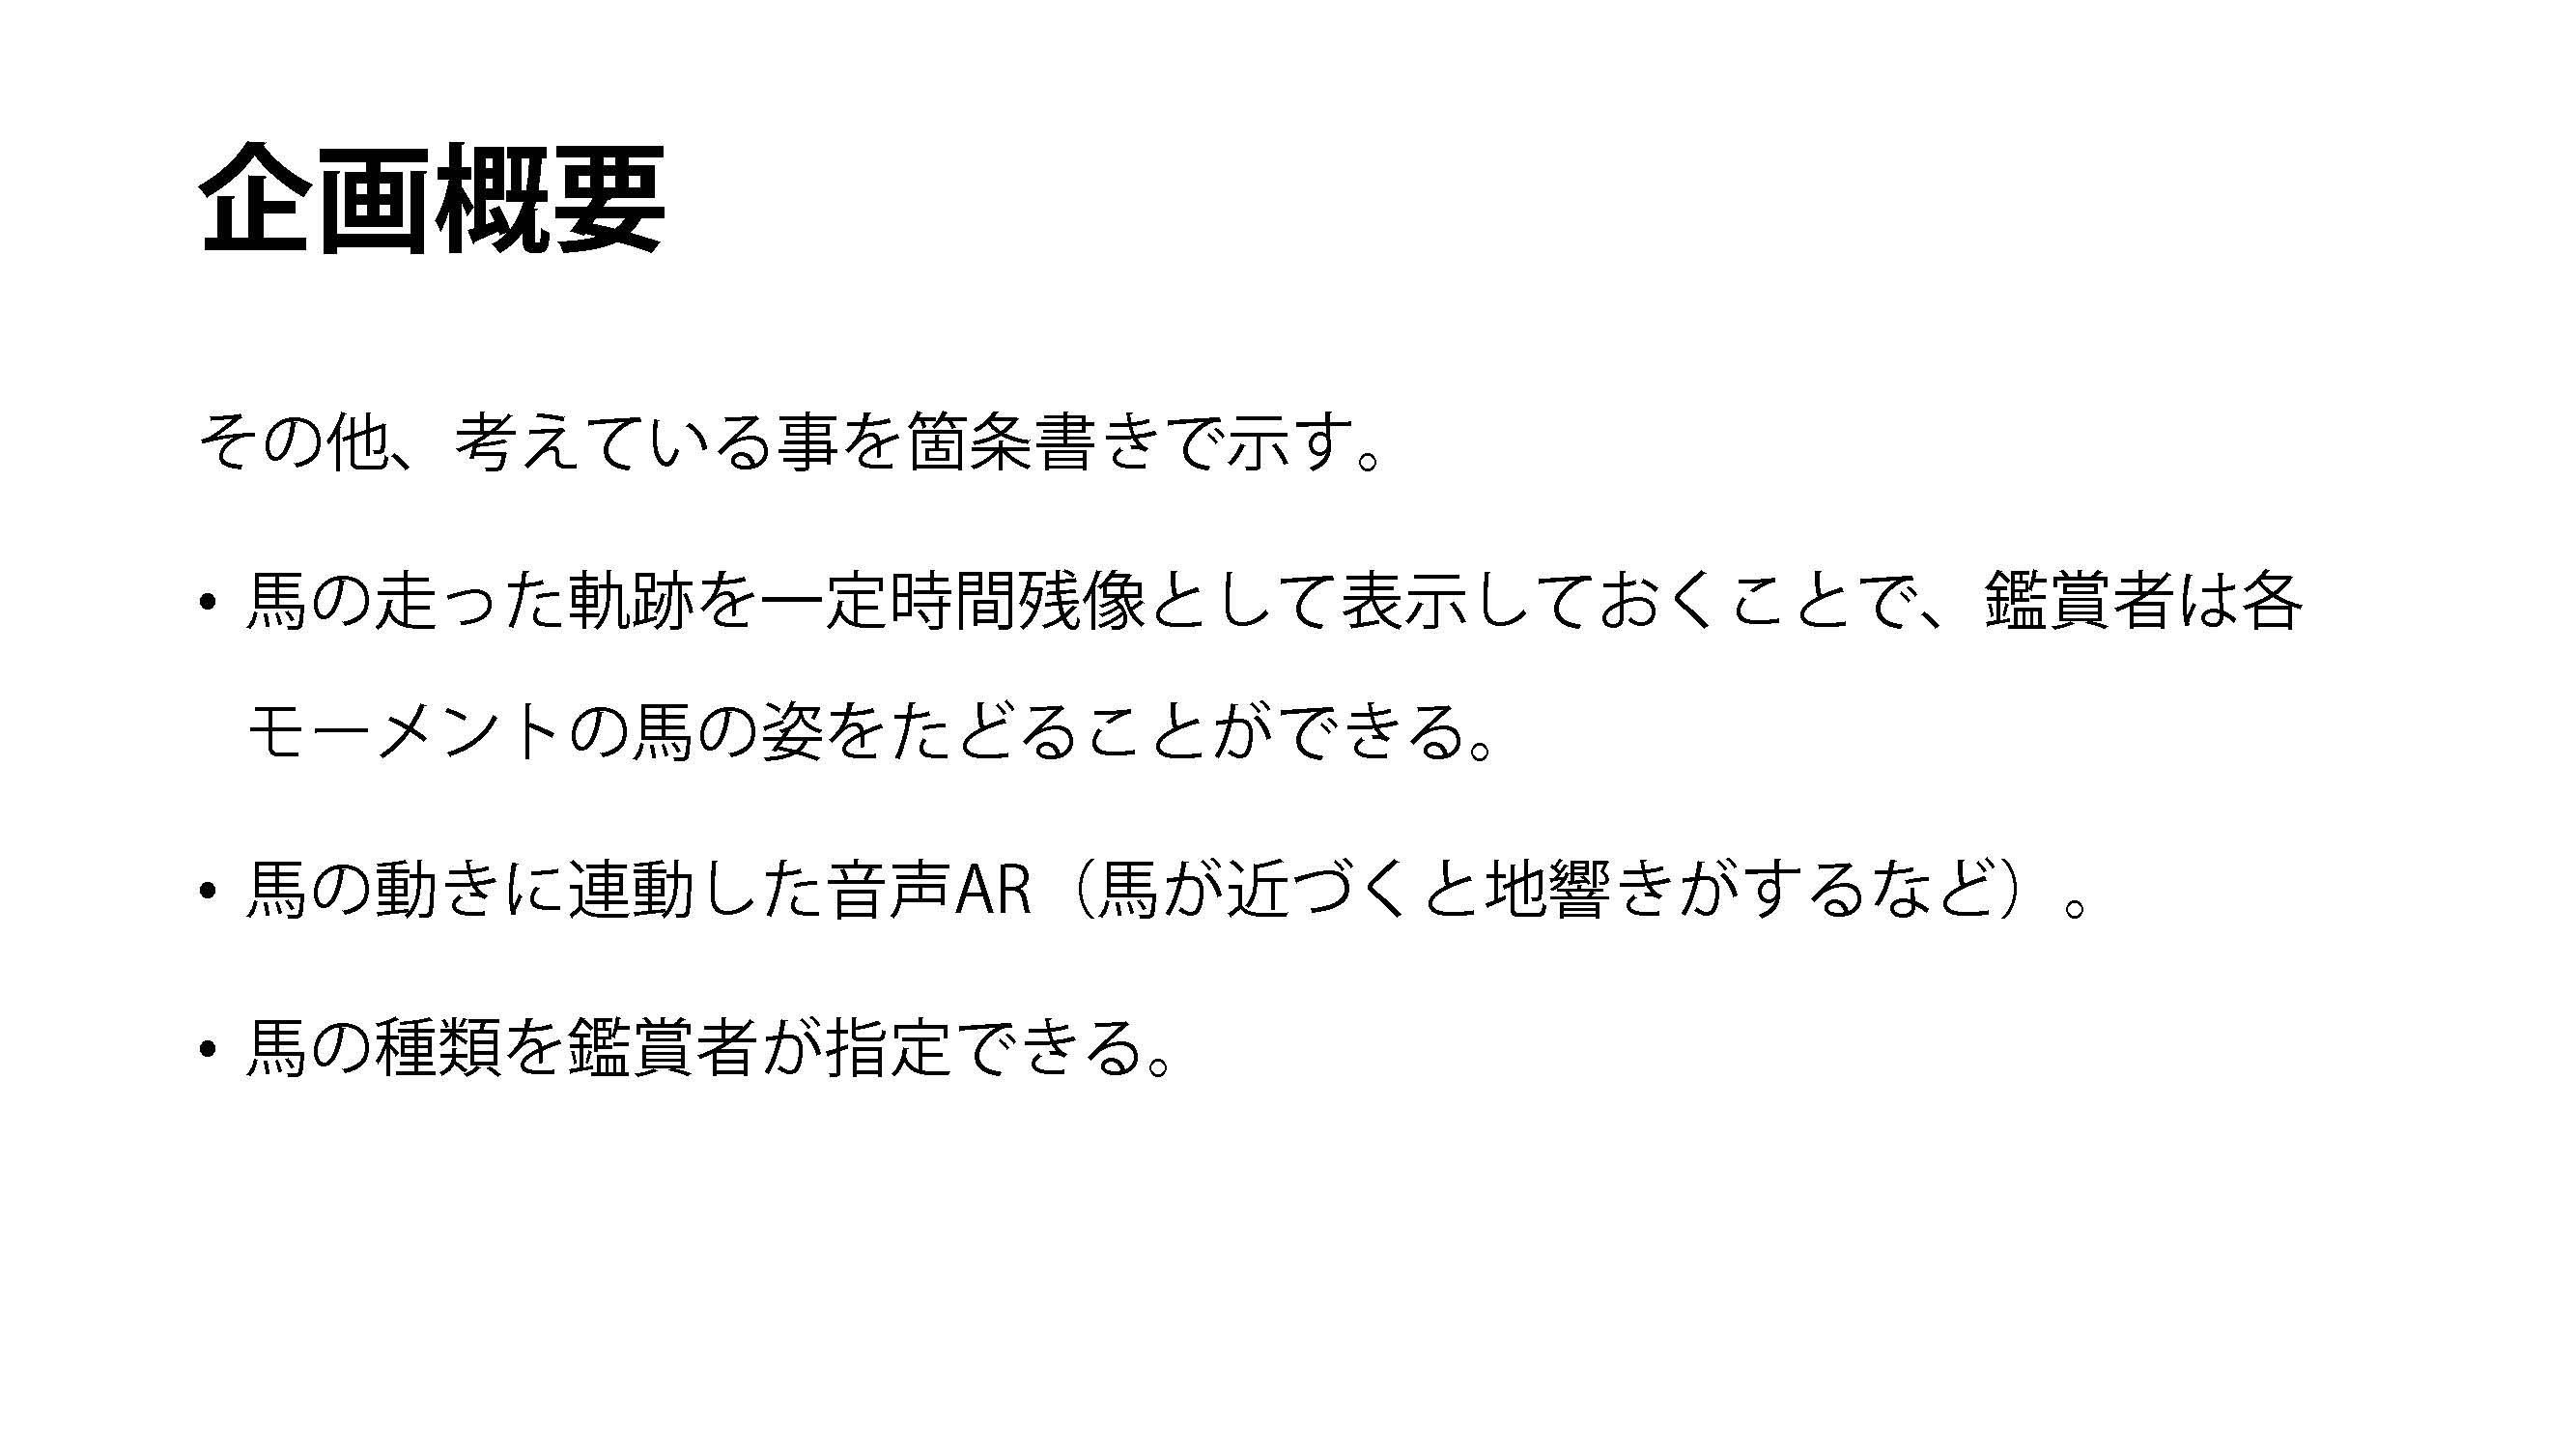 企画概要
その他、考えている事を箇条書きで示す。
• 馬の走った軌跡を一定時間残像として表示しておくことで、鑑賞者は各
モーメントの馬の姿をたどることができる。
• 馬の動きに連動した音声AR（馬が近づくと地響きがするなど）。
• 馬の種類を鑑賞者が指定できる。